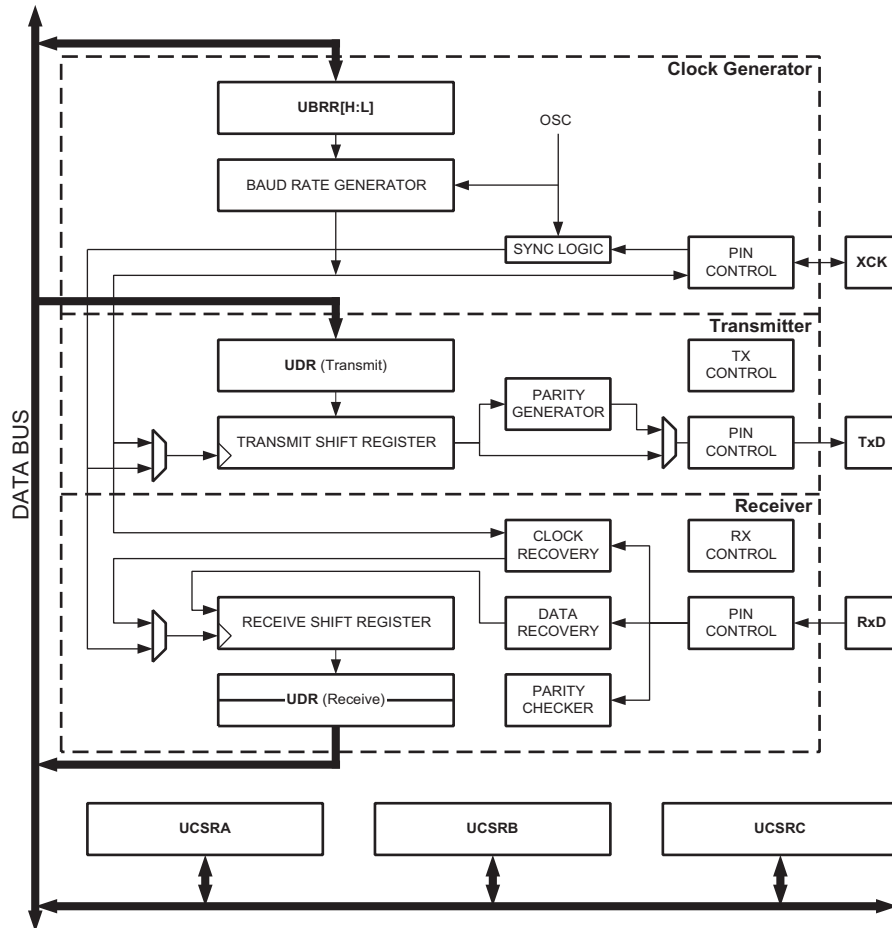 Clock Generator
UBRR[H:L]
OSC
BAUD RATE GENERATOR
SYNC LOGIC
PIN
CONTROL
XCK
Transmitter
UDR (Transmit)
TX
CONTROL
PARITY
GENERATOR
TRANSMIT SHIFT REGISTER
PIN
CONTROL
TxD
DATA BUS
Receiver
CLOCK
RECOVERY
RX
CONTROL
RECEIVE SHIFT REGISTER
DATA
RECOVERY
PIN
CONTROL
RxD
UDR (Receive)
PARITY
CHECKER
UCSRA
UCSRB
UCSRC